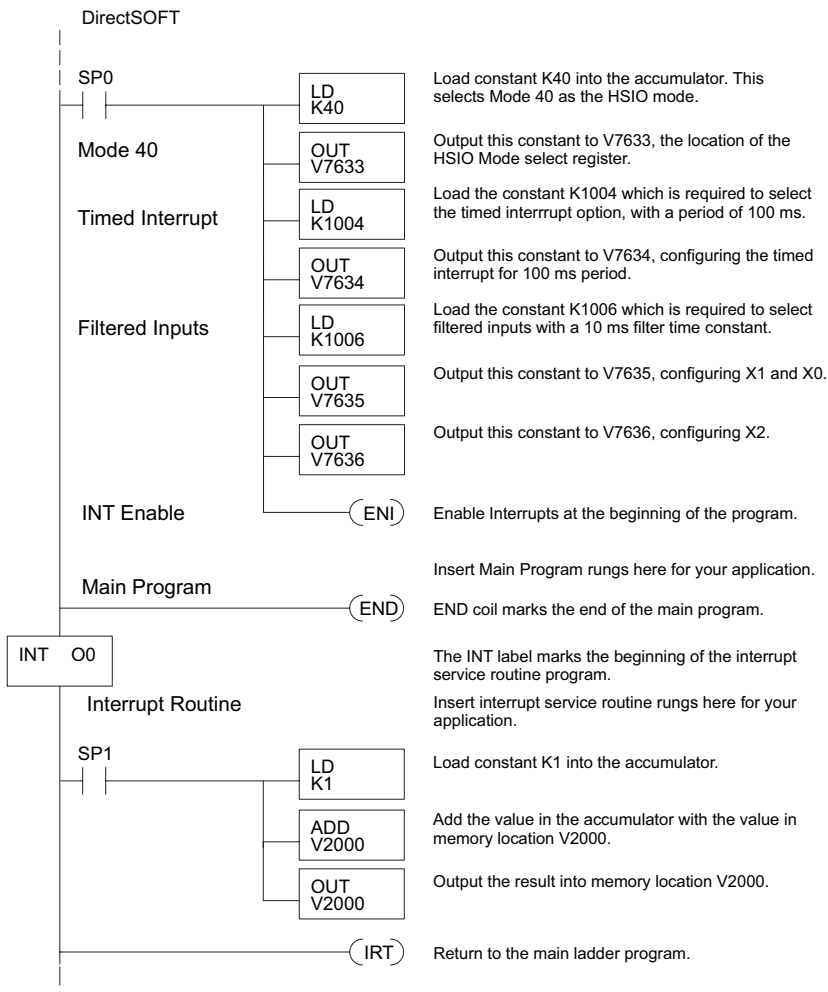 DirectSOFT
SP0
LD
K40
Load constant K40 into the accumulator. This
selects Mode 40 as the HSIO mode.
Mode 40
OUT
V7633
Output this constant to V7633, the location of the
HSIO Mode select register.
Timed Interrupt
LD
K1004
Load the constant K1004 which is required to select
the timed interrrupt option, with a period of 100 ms.
OUT
V7634
Output this constant to V7634, configuring the timed
interrupt for 100 ms period.
Filtered Inputs
LD
K1006
Load the constant K1006 which is required to select
filtered inputs with a 10 ms filter time constant.
OUT
V7635
Output this constant to V7635, configuring X1 and X0.
OUT
V7636
Output this constant to V7636, configuring X2.
INT Enable
ENI
Enable Interrupts at the beginning of the program.
Insert Main Program rungs here for your application.
Main Program
END
END coil marks the end of the main program.
INT O0
The INT label marks the beginning of the interrupt
service routine program.
Interrupt Routine
Insert interrupt service routine rungs here for your
application.
SP1
LD
K1
Load constant K1 into the accumulator.
ADD
V2000
Add the value in the accumulator with the value in
memory location V2000.
OUT
V2000
Output the result into memory location V2000.
IRT
Return to the main ladder program.